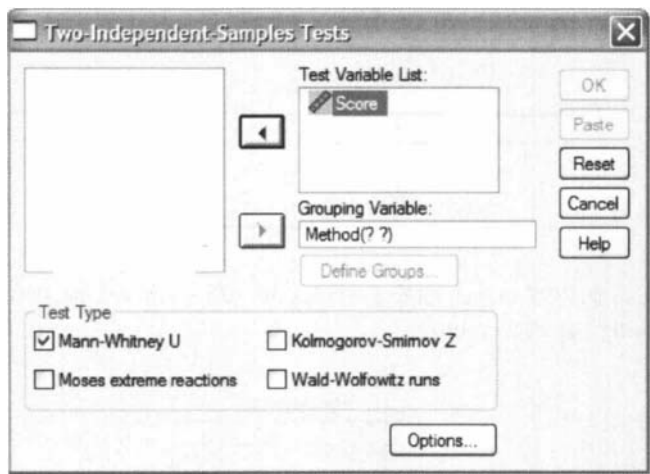 Two-Independent-Samples Tests
Test Variable List:
Score
OK
Paste
Reset
Cancel
Help
Grouping Variable:
Method(? ?)
Define Groups...
Test Type
Mann-Whitney U
Kolmogorov-Smirnov Z
Moses extreme reactions
Wald-Wolfowitz runs
Options...